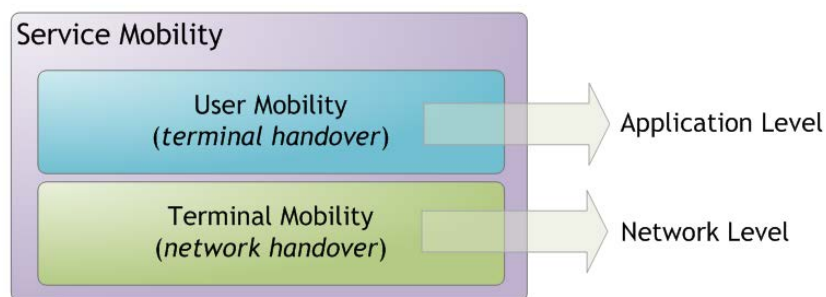 Service Mobility
User Mobility
(terminal handover)
Application Level
Terminal Mobility
(network handover)
Network Level